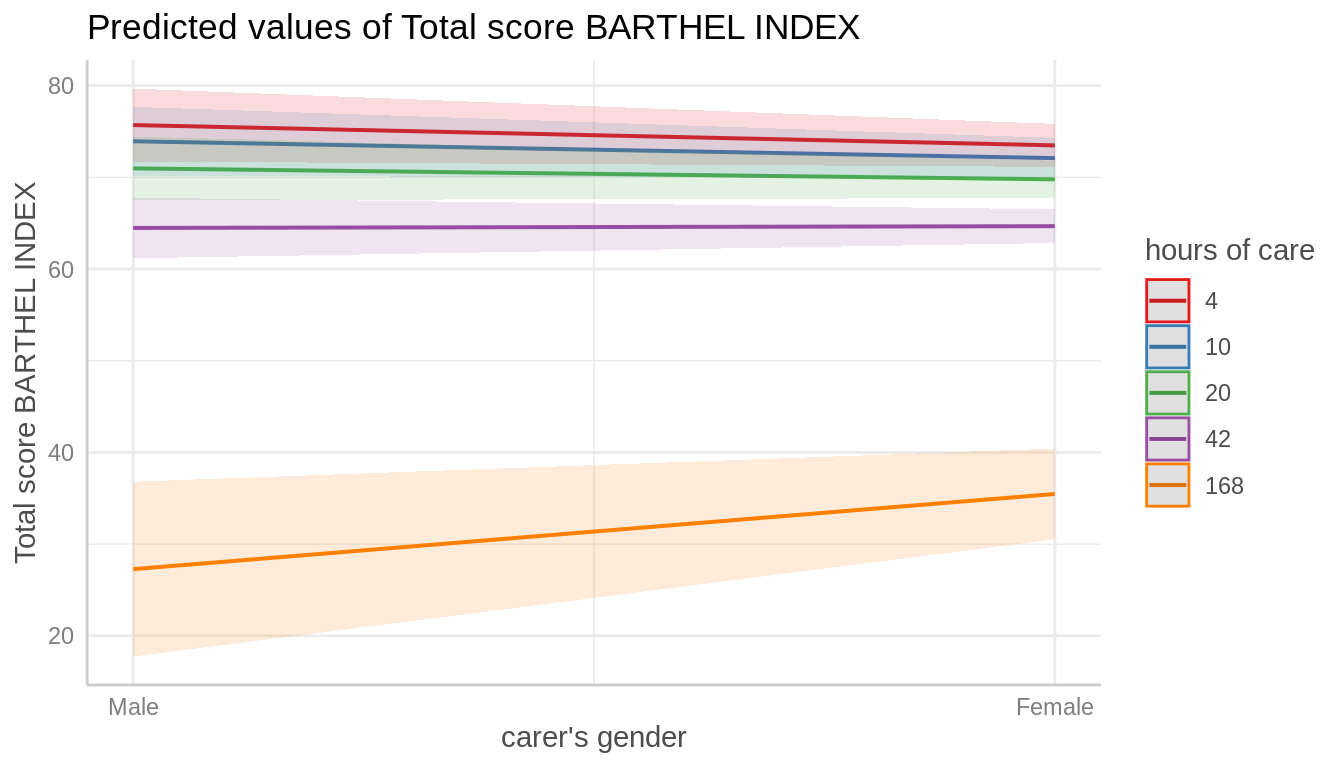 Predicted values of Total score BARTHEL INDEX
Total score BARTHEL INDEX
80
60
40
20
Male
Female
carer's gender
hours of care
4
10
20
42
168